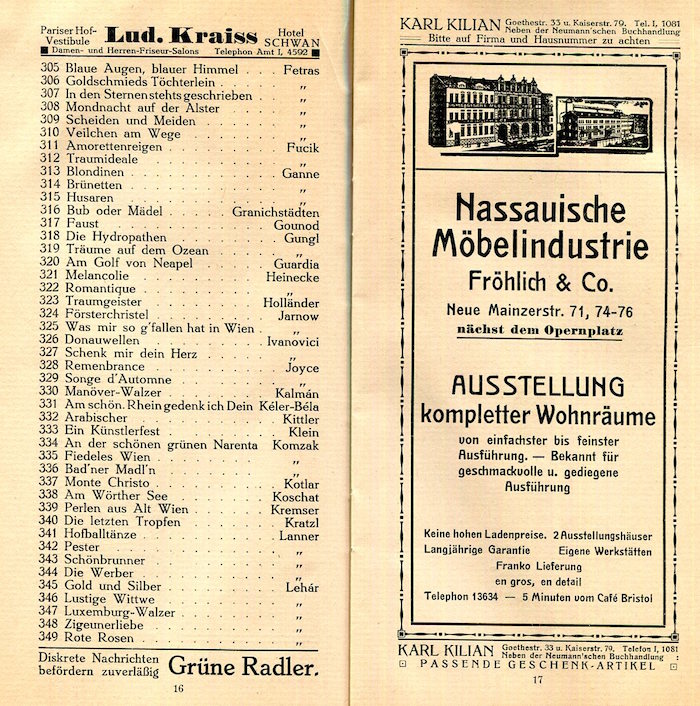 Pariser Hof-
Vestibule
Lud. Kraiss
Hotel
SCHWAN
Damen- und Herren-Friseur-Salons Telephon Amt I, 4592
305 Blaue Augen, blauer Himmel . . . Fetras
306 Goldschmieds Töchterlein . . . . „
307 In den Sternen stehts geschrieben . . „
308 Mondnacht auf der Alster . . . . „
309 Scheiden und Meiden . . . . . „
310 Veilchen am Wege . . . . . . „
311 Amorettenreigen . . . . . . Fucik
312 Traumideale . . . . . . . „
313 Blondinen . . . . . . . Ganne
314 Brünetten . . . . . . . „
315 Husaren . . . . . . . . „
316 Bub oder Mädel . . . . . Granichstädten
317 Faust . . . . . . . . Gounod
318 Die Hydropathen . . . . . . Gungl
319 Träume auf dem Ozean . . . . . „
320 Am Golf von Neapel . . . . . Guardia
321 Melancolie . . . . . . . Heinecke
322 Romantique . . . . . . . „
323 Traumgeister . . . . . . Holländer
324 Försterchristel . . . . . . Jarnow
325 Was mir so g'fallen hat in Wien . . „
326 Donauwellen . . . . . . Ivanovici
327 Schenk mir dein Herz . . . . . „
328 Remenbrance . . . . . . Joyce
329 Songe d'Automne . . . . . . „
330 Manöver-Walzer . . . . . . Kalmán
331 Am schön. Rhein gedenk ich Dein Kéler-Béla
332 Arabischer . . . . . . . Kittler
333 Ein Künstlerfest . . . . . . Klein
334 An der schönen grünen Narenta Komzak
335 Fiedeles Wien . . . . . . „
336 Bad'ner Madl'n . . . . . . „
337 Monte Christo . . . . . . Kotlar
338 Am Wörther See . . . . . . Koschat
339 Perlen aus Alt Wien . . . . . Kremser
340 Die letzten Tropfen . . . . . Kratzl
341 Hofballtänze . . . . . . . Lanner
342 Pester . . . . . . . . „
343 Schönbrunner . . . . . . . „
344 Die Werber . . . . . . . „
345 Gold und Silber . . . . . . Lehár
346 Lustige Wittwe . . . . . . „
347 Luxemburg-Walzer . . . . . . „
348 Zigeunerliebe . . . . . . . „
349 Rote Rosen . . . . . . . „
Diskrete Nachrichten
befördern zuverläßig
Grüne Radler.
16
KARL KILIAN Goethestr. 33 u. Kaiserstr. 79. Tel. I, 1081
Neben der Neumann'schen Buchhandlung
Bitte auf Firma und Hausnummer zu achten
Nassauische
Möbelindustrie
Fröhlich & Co.
Neue Mainzerstr. 71, 74-76
nächst dem Opernplatz
AUSSTELLUNG
kompletter Wohnräume
von einfachster bis feinster
Ausführung. — Bekannt für
geschmackvolle u. gediegene
Ausführung
Keine hohen Ladenpreise. 2 Ausstellungshäuser
Langjährige Garantie Eigene Werkstätten
Franko Lieferung
en gros, en detail
Telephon 13634 — 5 Minuten vom Café Bristol
KARL KILIAN Goethestr. 33 u. Kaiserstr. 79, Telefon I, 1081
Neben der Neumann'schen Buchhandlung
PASSENDE GESCHENK-ARTIKEL
17